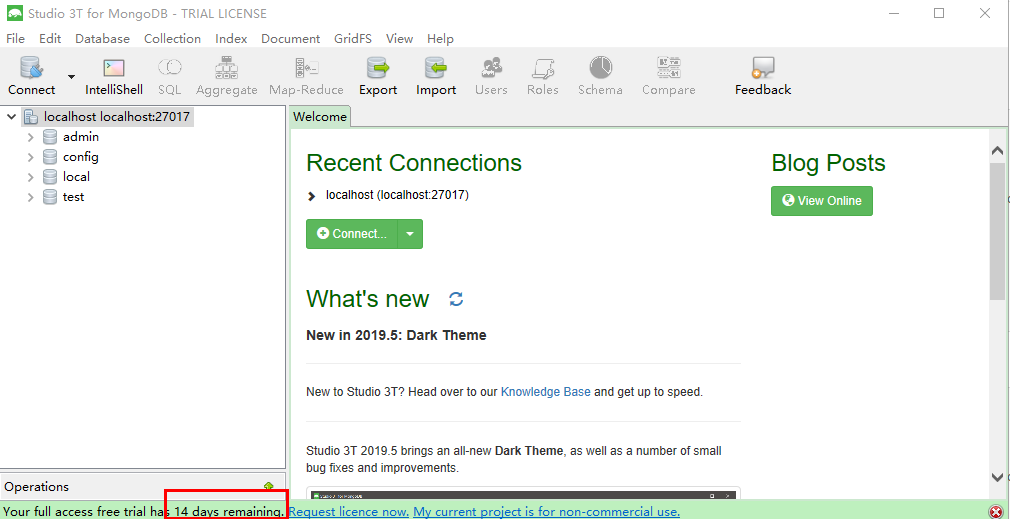 Studio 3T for MongoDB - TRIAL LICENSE
File Edit Database Collection Index Document GridFS View Help
Connect IntelliShell SQL Aggregate Map-Reduce Export Import Users Roles Schema Compare Feedback
localhost localhost:27017
admin
config
local
test
Operations
Welcome
Recent Connections
localhost (localhost:27017)
Connect...
Blog Posts
View Online
What's new
New in 2019.5: Dark Theme
New to Studio 3T? Head over to our Knowledge Base and get up to speed.
Studio 3T 2019.5 brings an all-new Dark Theme, as well as a number of small
bug fixes and improvements.
Studio 3T for MongoDB
Your full access free trial has 14 days remaining. Request licence now. My current project is for non-commercial use.